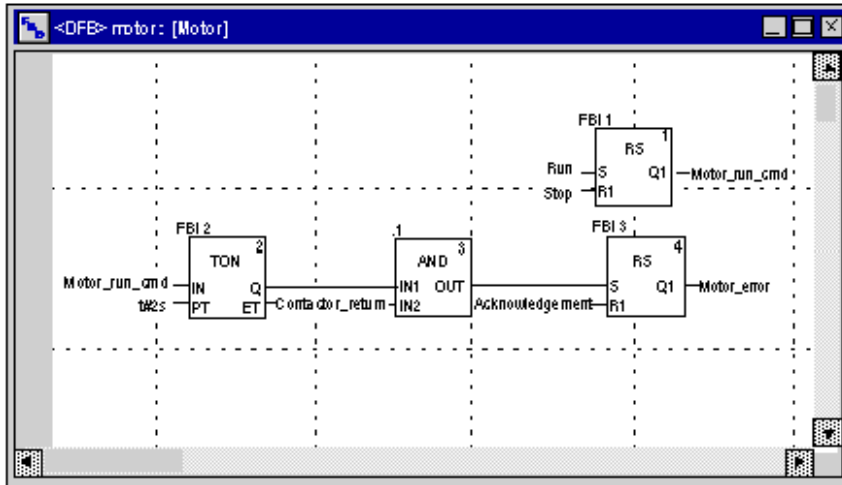 <DFB> motor: [Motor]
FBI 1
1
RS
Run S Q1 Motor_run_cmd
Stop R1
FBI 2 .1 FBI 3
2 3 4
TON AND RS
Motor_run_cmd IN Q IN1 OUT S Q1 Motor_error
t#2s PT ET Contactor_return IN2 Acknowledgement R1